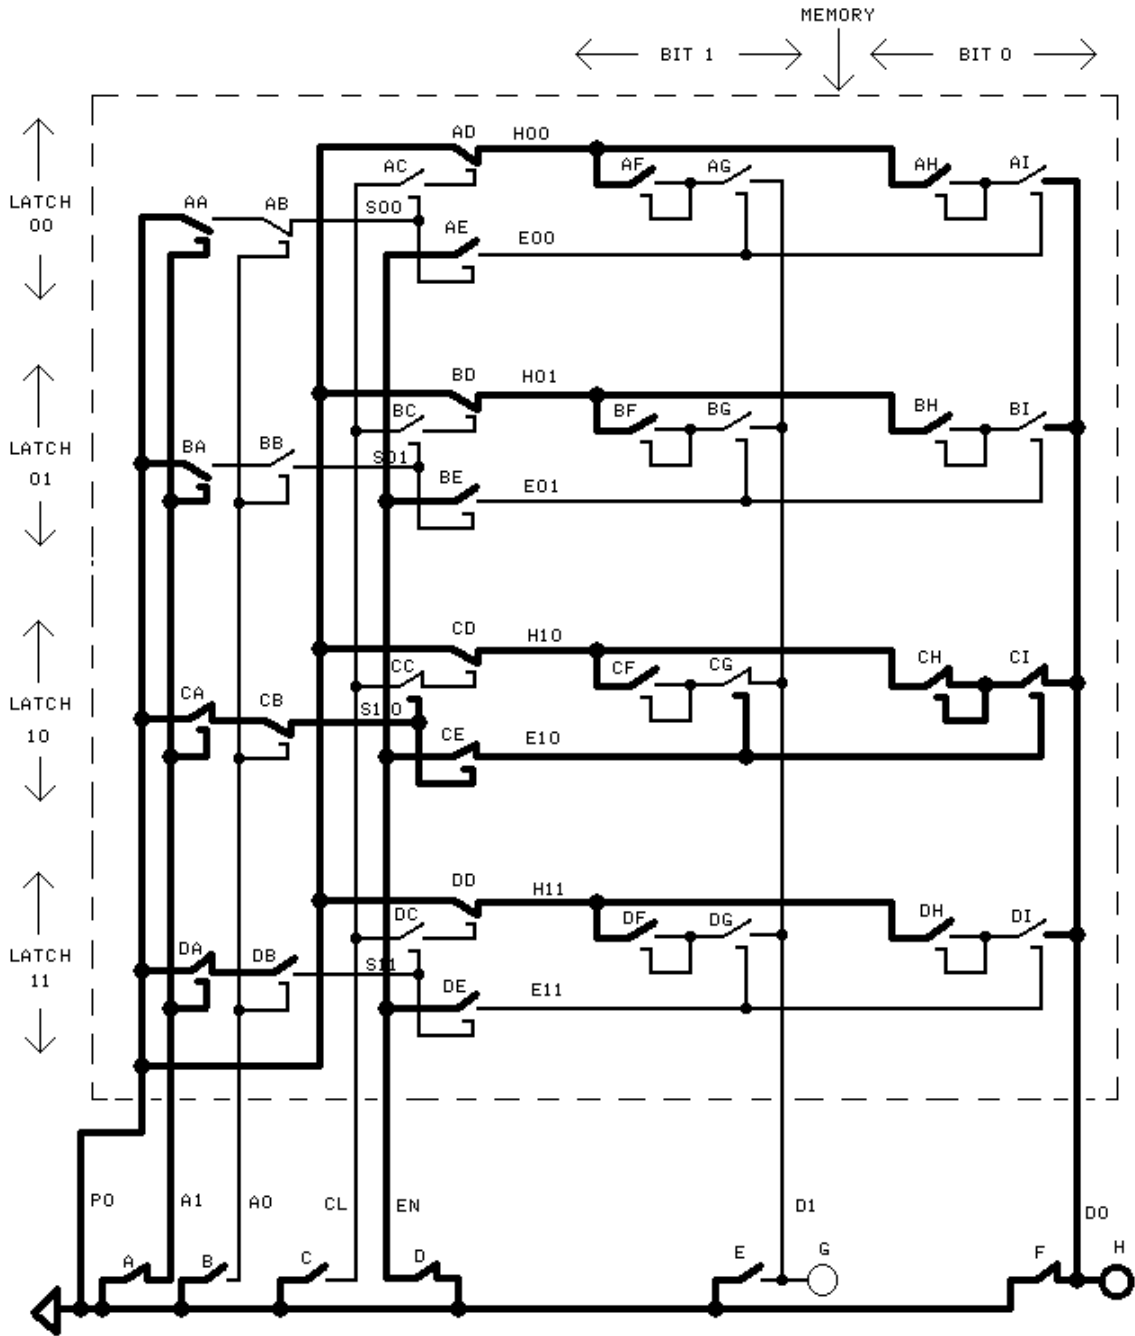 MEMORY
BIT 1
BIT 0
AD
H00
AC
AF
AG
AH
AI
LATCH
00
AA
AB
S00
AE
E00
BD
H01
BC
BF
BG
BH
BI
LATCH
01
BA
BB
S01
BE
E01
CD
H10
CC
CF
CG
CH
CI
LATCH
10
CA
CB
S10
CE
E10
DD
H11
DC
DF
DG
DH
DI
LATCH
11
DA
DB
S11
DE
E11
P0
A1
A0
CL
EN
D1
D0
A
B
C
D
E
G
F
H